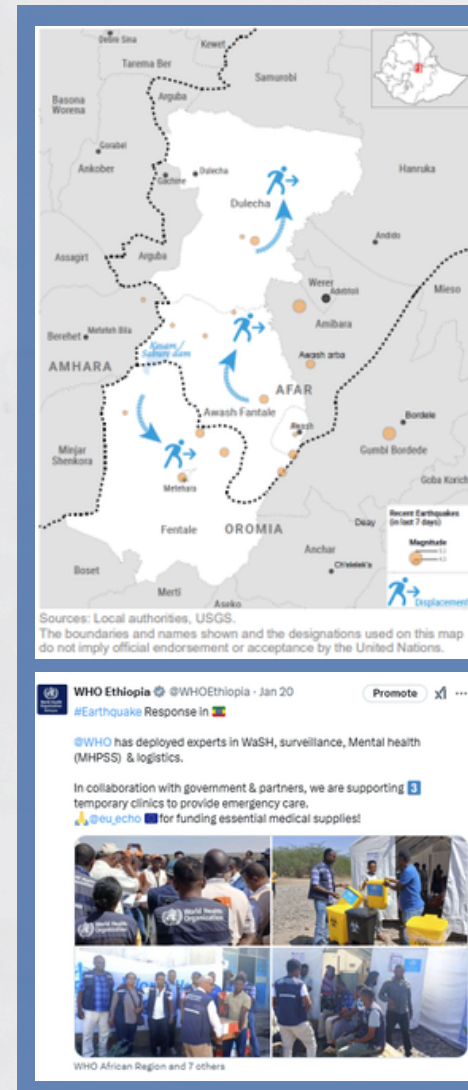 Debre Sina
Kewet
Tarema Ber
Samurobi
Basona
Worena
Arguba
Gorabel
Ankober
Gachine
Dulecha
Hanruka
Dulecha
Andido
Assagirt
Arguba
Werer
Mieso
Amibara
Berehet
Meteteh Bila
Kesem/
Sabure dam
AMHARA
Awash arba
AFAR
Awash Fantale
Awash
Bordele
Minjar
Shenkora
Gumbi Bordede
Metehara
Goba Korich
Fentale
OROMIA
Deay
Recent Earthquakes
(in last 7 days)
Anchar
Magnitude
Boset
Merti
Aseko
Displacement
Sources: Local authorities, USGS.
The boundaries and names shown and the designations used on this map
do not imply official endorsement or acceptance by the United Nations.
WHO Ethiopia @WHOEthiopia · Jan 20
Promote
#Earthquake Response in
@WHO has deployed experts in WaSH, surveillance, Mental health
(MHPSS) & logistics.
In collaboration with government & partners, we are supporting 3
temporary clinics to provide emergency care.
@eu_echo for funding essential medical supplies!
World Health
Organization
WHO African Region and 7 others